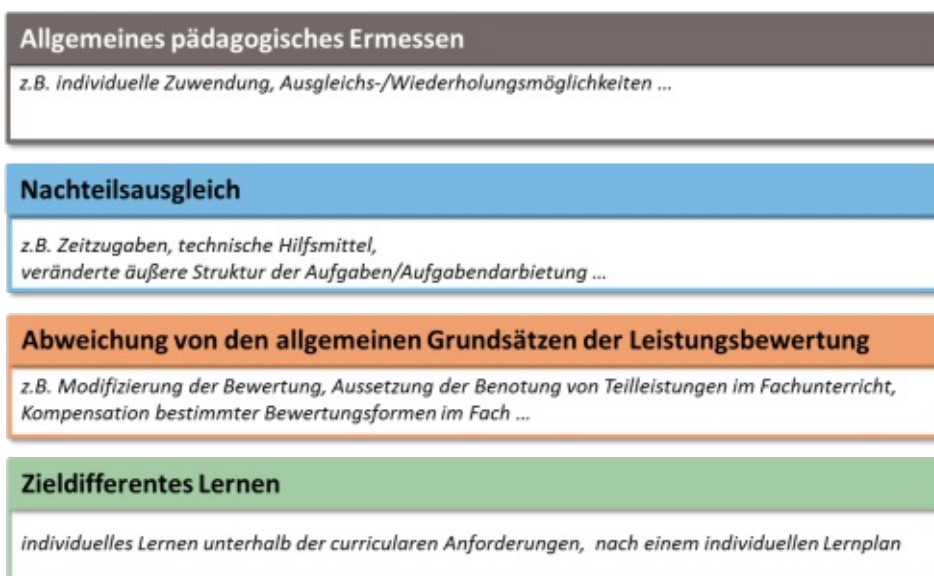 Allgemeines pädagogisches Ermessen
z.B. individuelle Zuwendung, Ausgleichs-/Wiederholungsmöglichkeiten ...
Nachteilsausgleich
z.B. Zeitzugaben, technische Hilfsmittel,
veränderte äußere Struktur der Aufgaben/Aufgabendarbietung ...
Abweichung von den allgemeinen Grundsätzen der Leistungsbewertung
z.B. Modifizierung der Bewertung, Aussetzung der Benotung von Teilleistungen im Fachunterricht,
Kompensation bestimmter Bewertungsformen im Fach ...
Zieldifferentes Lernen
individuelles Lernen unterhalb der curricularen Anforderungen, nach einem individuellen Lernplan